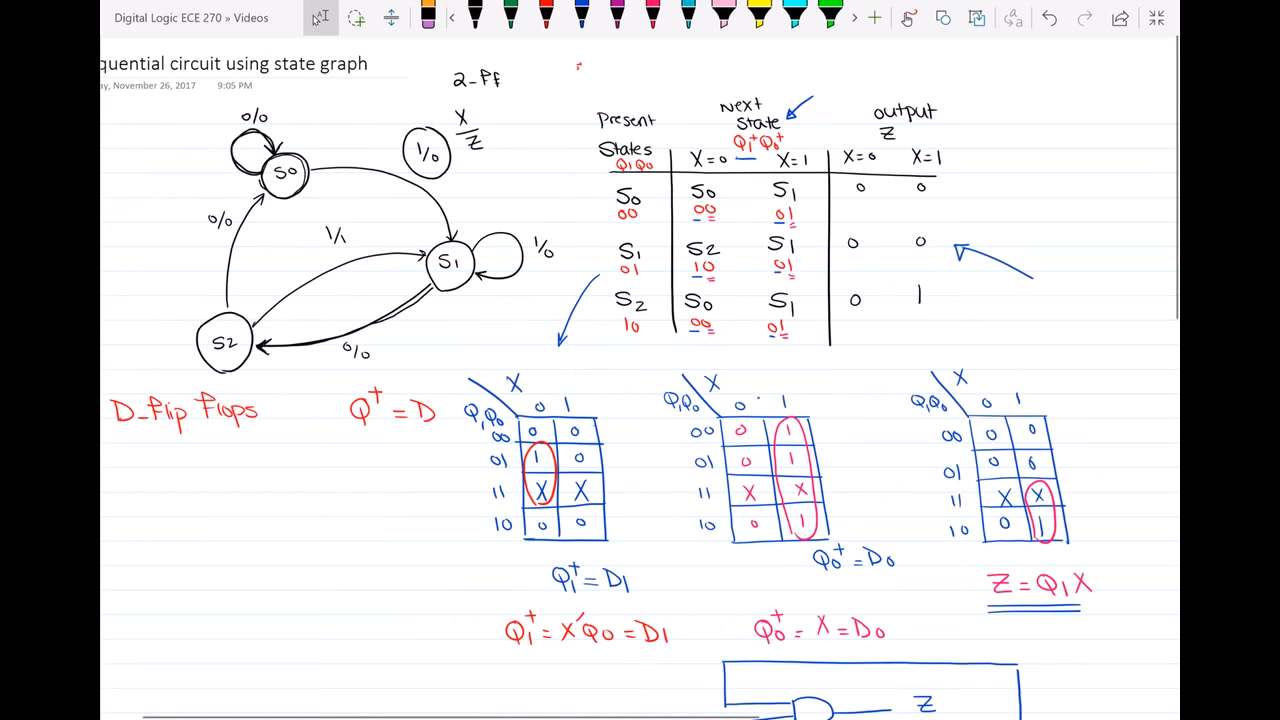 Digital Logic ECE 270 » Videos
quential circuit using state graph
ay, November 26, 2017 9:05 PM
2-ff
X
Z
0/0
1/0
S0
0/0
1/1
S1
1/0
S2
0/0
Present
States
Q1Q0
Next
State
Q1+Q0+
X=0 X=1
output
Z
X=0 X=1
S0 S0 S1 0 0
00 00 01
S1 S2 S1 0 0
01 10 01
S2 S0 S1 0 1
10 00 01
D-flip flops Q+ = D
X
Q1Q0 0 1
00 0 0
01 1 0
11 X X
10 0 0
Q1+ = D1
Q1+ = X'Q0 = D1
X
Q1Q0 0 1
00 0 1
01 0 1
11 X X
10 0 1
Q0+ = D0
Q0+ = X = D0
X
Q1Q0 0 1
00 0 0
01 0 0
11 X X
10 0 1
Z = Q1X
Z